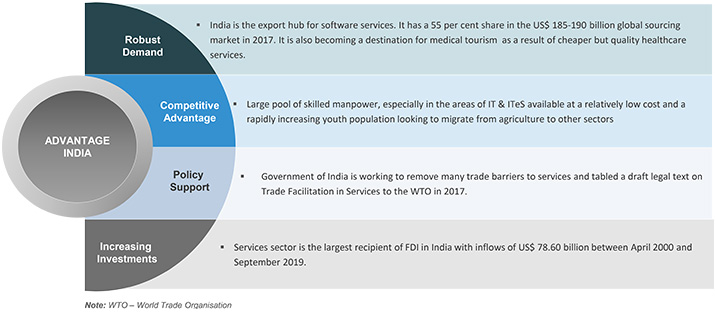 ADVANTAGE
INDIA
Robust
Demand
▪ India is the export hub for software services. It has a 55 per cent share in the US$ 185-190 billion global sourcing
market in 2017. It is also becoming a destination for medical tourism as a result of cheaper but quality healthcare
services.
Competitive
Advantage
▪ Large pool of skilled manpower, especially in the areas of IT & ITeS available at a relatively low cost and a
rapidly increasing youth population looking to migrate from agriculture to other sectors
Policy
Support
▪ Government of India is working to remove many trade barriers to services and tabled a draft legal text on
Trade Facilitation in Services to the WTO in 2017.
Increasing
Investments
▪ Services sector is the largest recipient of FDI in India with inflows of US$ 78.60 billion between April 2000 and
September 2019.
Note: WTO – World Trade Organisation